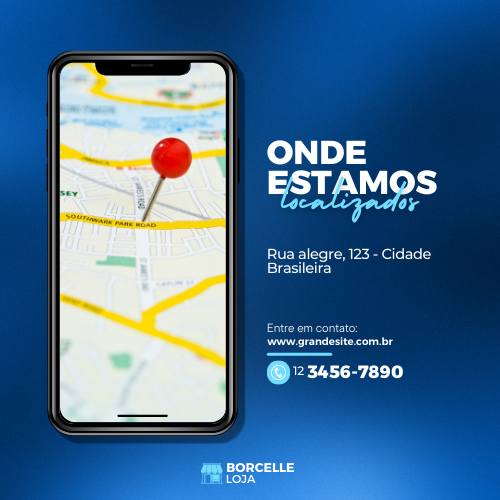 ONDE
ESTAMOS
localizados
Rua alegre, 123 - Cidade
Brasileira
Entre em contato:
www.grandesite.com.br
12 3456-7890
SEY
SOUTHWARK PARK ROAD
BORCELLE
LOJA